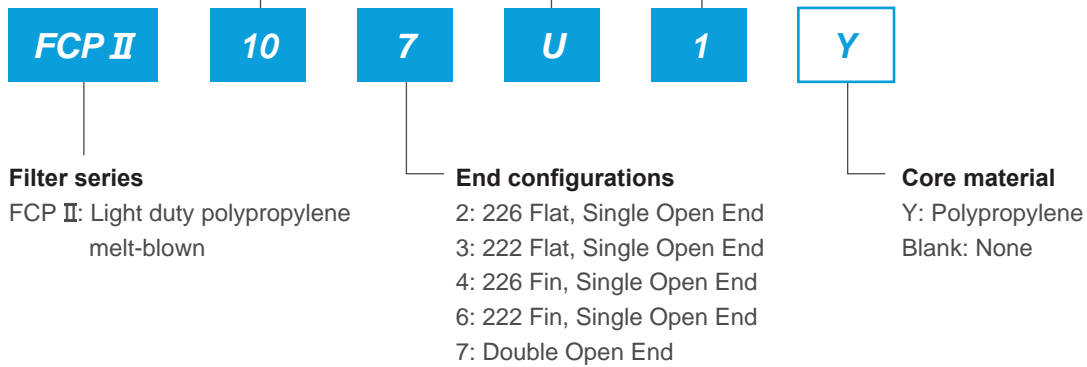 FCP Ⅱ 10 7 U 1 Y
Filter series
FCP Ⅱ: Light duty polypropylene
melt-blown
End configurations
2: 226 Flat, Single Open End
3: 222 Flat, Single Open End
4: 226 Fin, Single Open End
6: 222 Fin, Single Open End
7: Double Open End
Core material
Y: Polypropylene
Blank: None